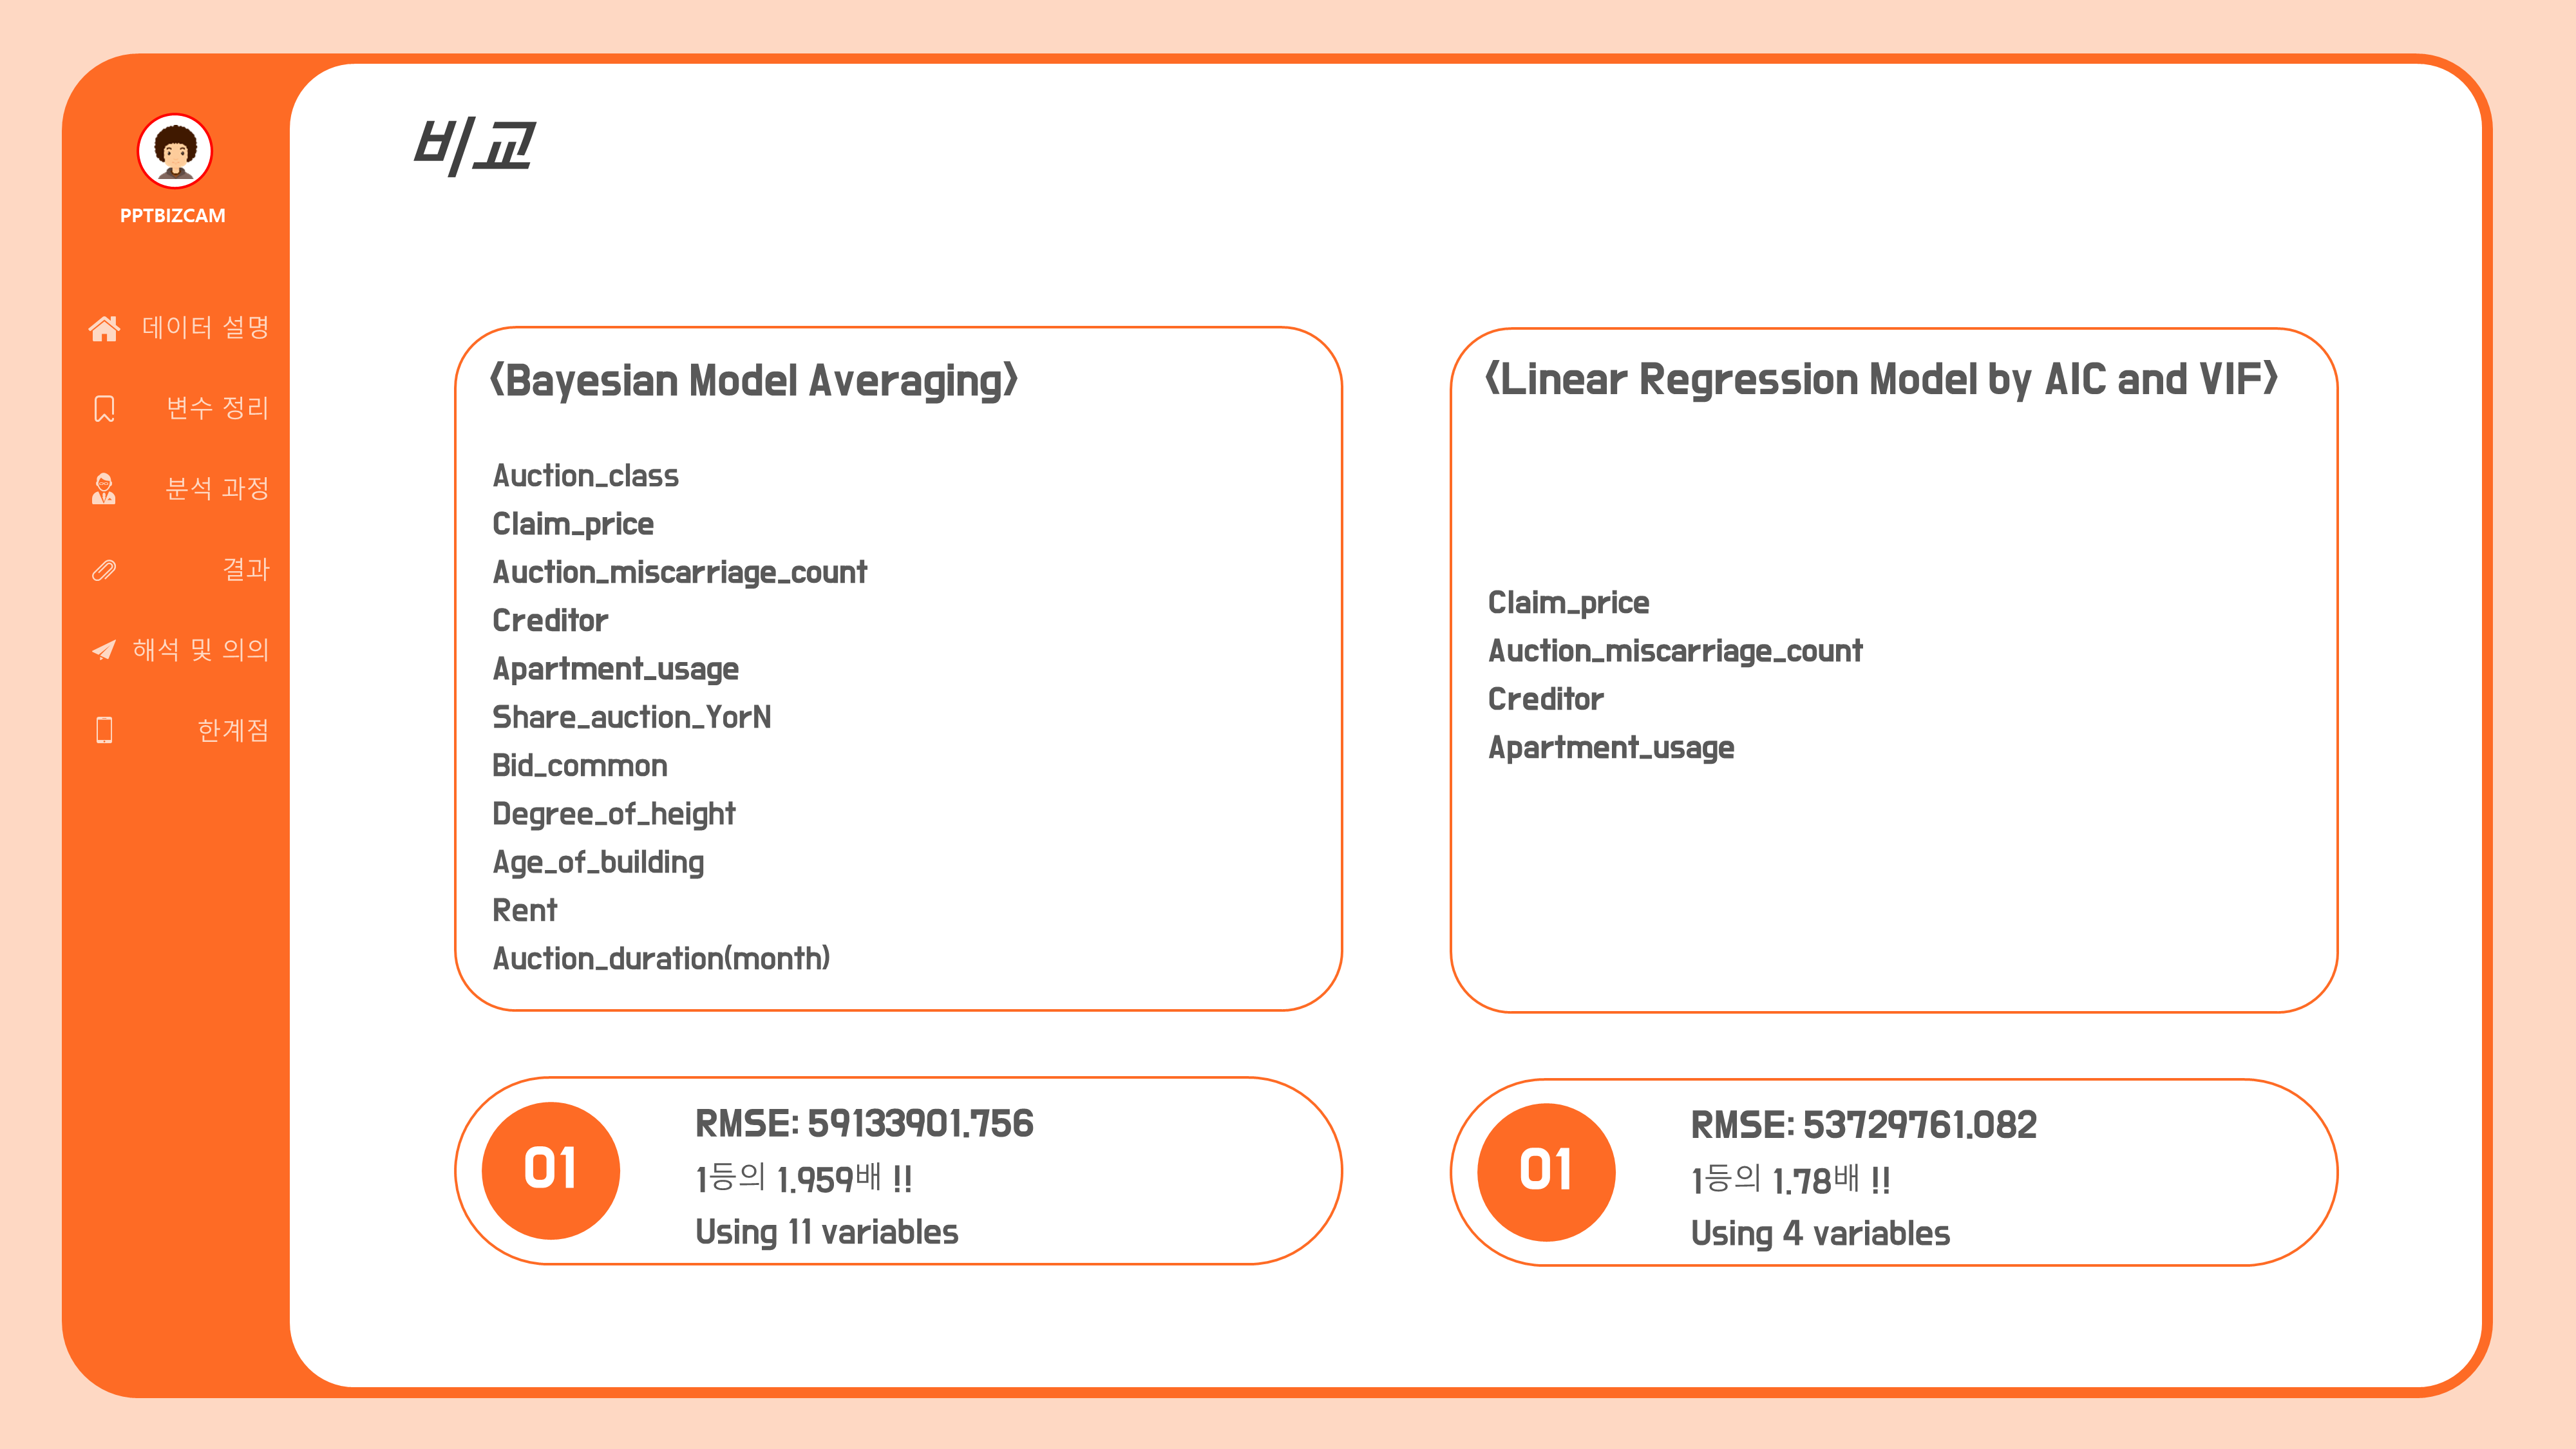 PPTBIZCAM
데이터 설명
변수 정리
분석 과정
결과
해석 및 의의
한계점
비교
<Bayesian Model Averaging>
Auction_class
Claim_price
Auction_miscarriage_count
Creditor
Apartment_usage
Share_auction_YorN
Bid_common
Degree_of_height
Age_of_building
Rent
Auction_duration(month)
01
RMSE: 59133901.756
1등의 1.959배 !!
Using 11 variables
<Linear Regression Model by AIC and VIF>
Claim_price
Auction_miscarriage_count
Creditor
Apartment_usage
01
RMSE: 53729761.082
1등의 1.78배 !!
Using 4 variables